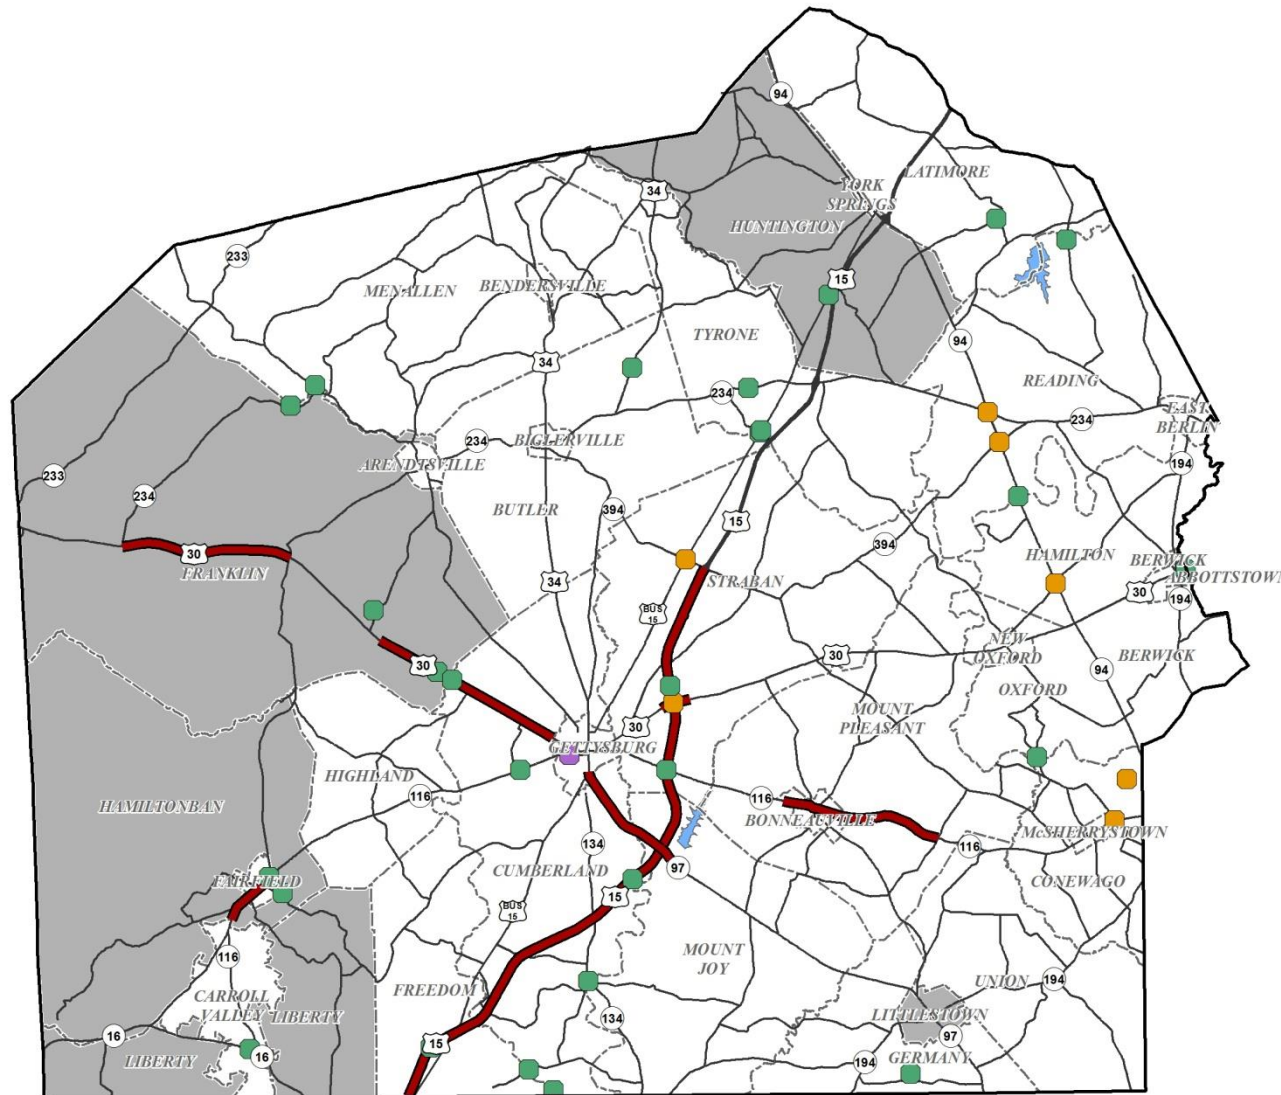 94
LATIMORE
YORK
SPRINGS
34
HUNTINGTON
233
15
MENALLEN
BENDERSVILLE
TYRONE
94
34
READING
234
EAST
BERLIN
234
234
BIGLERVILLE
ARENDTSVILLE
194
233
234
BUTLER
394
15
394
30
FRANKLIN
HAMILTON
BERWICK
ABBOTTSTOWN
34
STRABAN
30
194
BUS
15
NEW
OXFORD
BERWICK
30
30
94
OXFORD
MOUNT
PLEASANT
30
GETTYSBURG
HIGHLAND
116
116
BONNEAUVILLE
HAMILTONBAN
McSHERRYSTOWN
134
116
97
CUMBERLAND
FAIRFIELD
CONEWAGO
15
BUS
15
MOUNT
JOY
116
UNION
194
FREEDOM
CARROLL
VALLEY
LIBERTY
134
LITTLESTOWN
16
97
15
16
LIBERTY
GERMANY
194